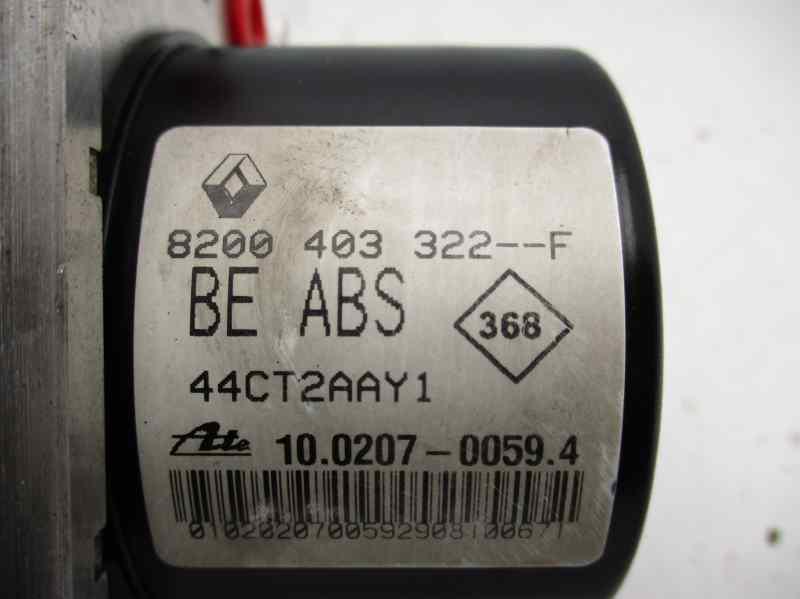 8200 403 322--F
BE ABS
368
44CT2AAY1
Ate 10.0207-0059.4